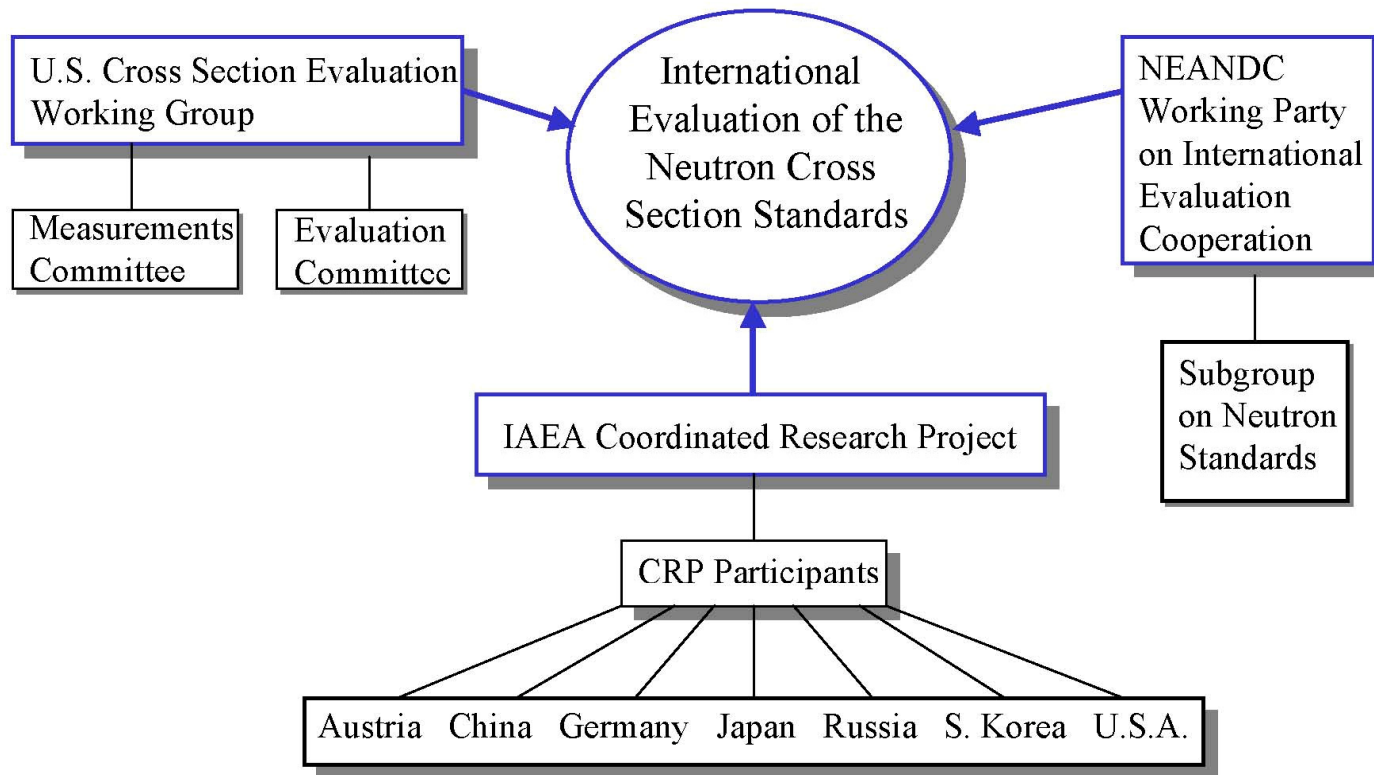 U.S. Cross Section Evaluation
Working Group
Measurements
Committee
Evaluation
Committee
International
Evaluation of the
Neutron Cross
Section Standards
NEANDC
Working Party
on International
Evaluation
Cooperation
Subgroup
on Neutron
Standards
IAEA Coordinated Research Project
CRP Participants
Austria China Germany Japan Russia S. Korea U.S.A.